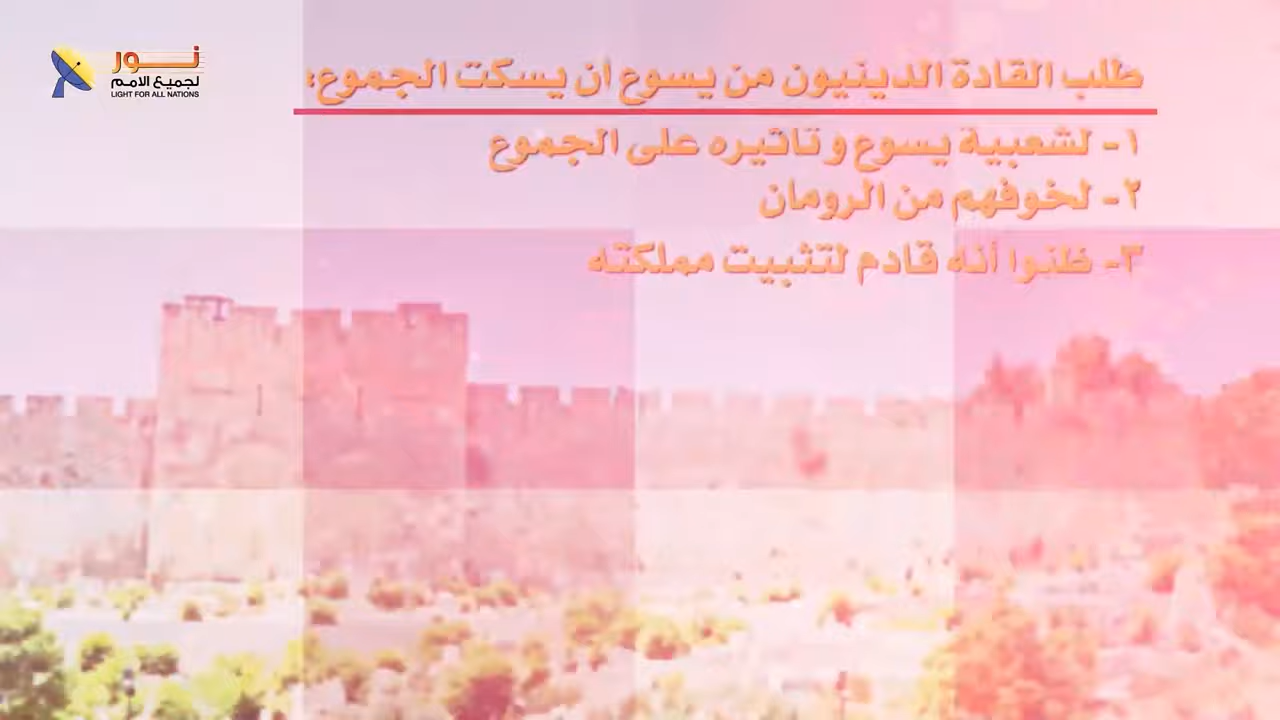 نور
لجميع الامم
LIGHT FOR ALL NATIONS
طلب القادة الدينيون من يسوع ان يسكت الجموع:
١- لشعبية يسوع و تاثيره على الجموع
٢- لخوفهم من الرومان
٣- ظنوا أنه قادم لتثبيت مملكته